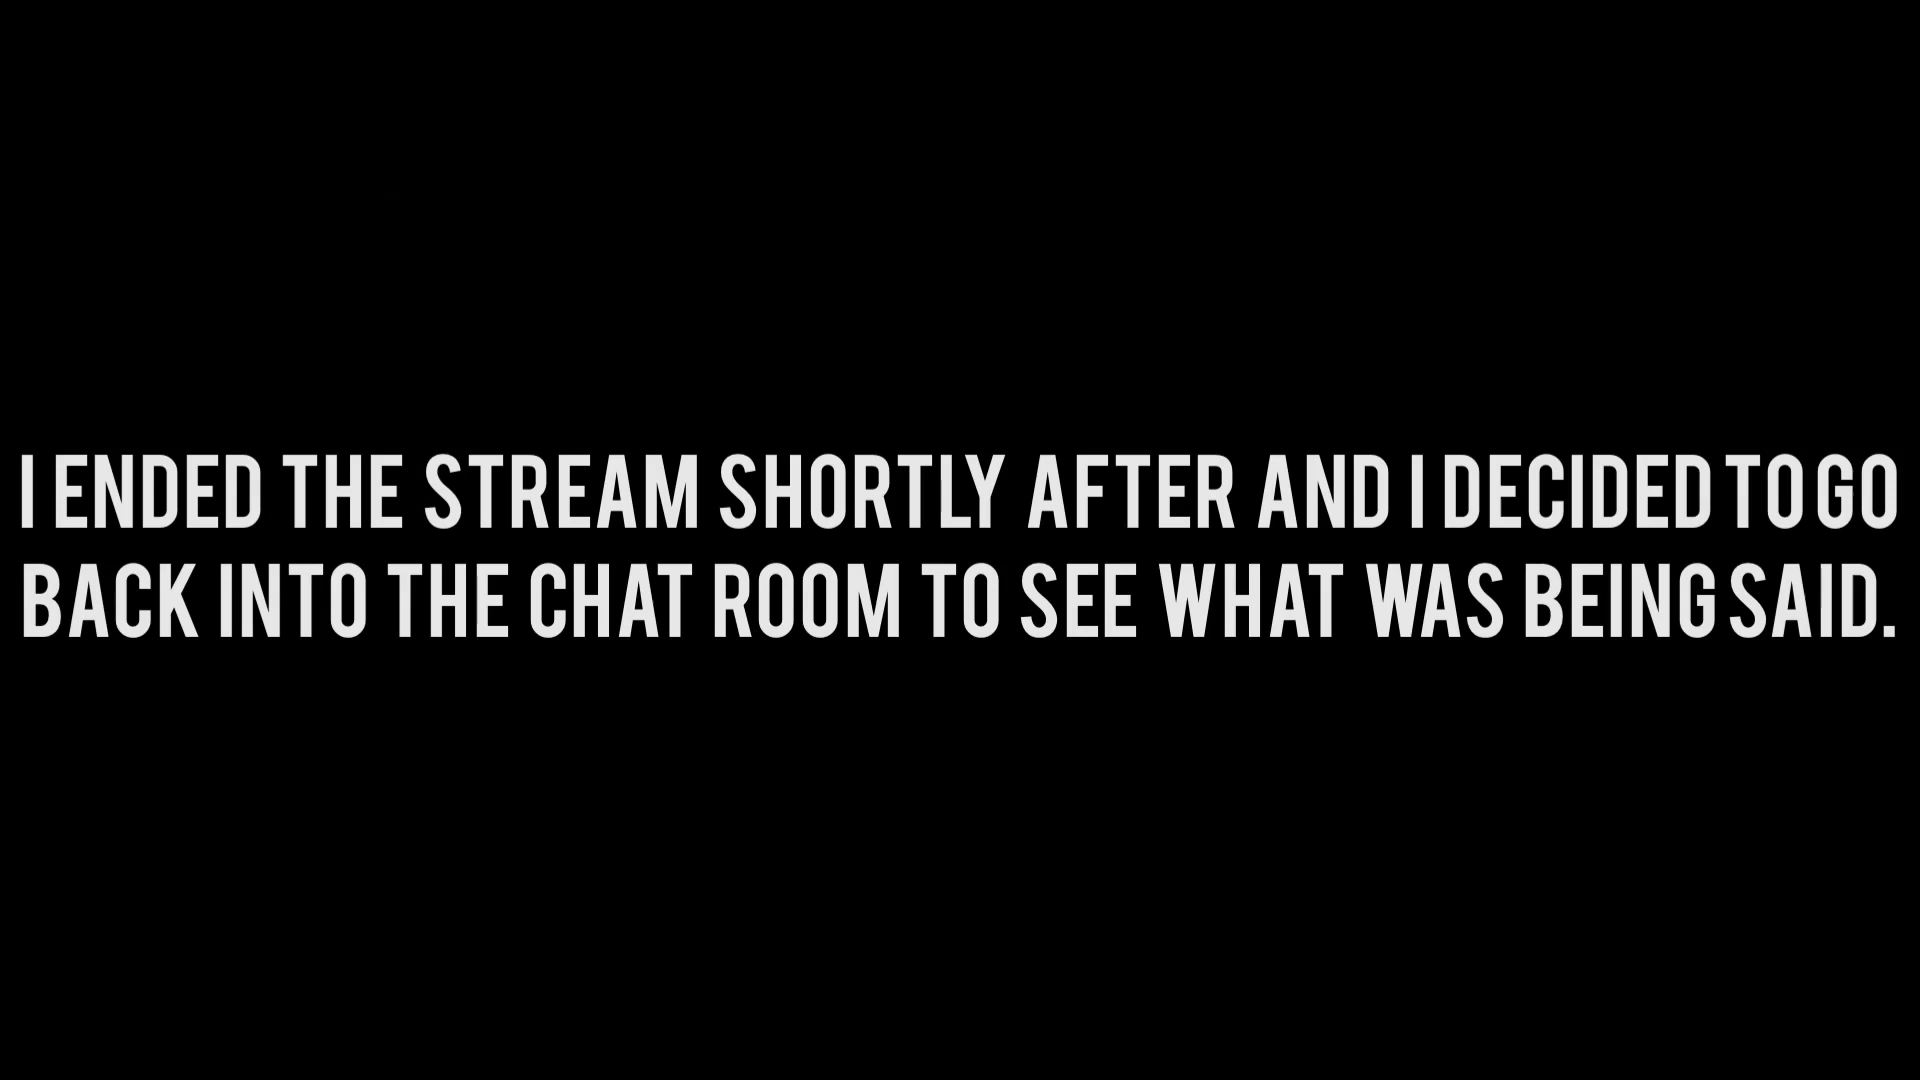 I ENDED THE STREAM SHORTLY AFTER AND I DECIDED TO GO
BACK INTO THE CHAT ROOM TO SEE WHAT WAS BEING SAID.